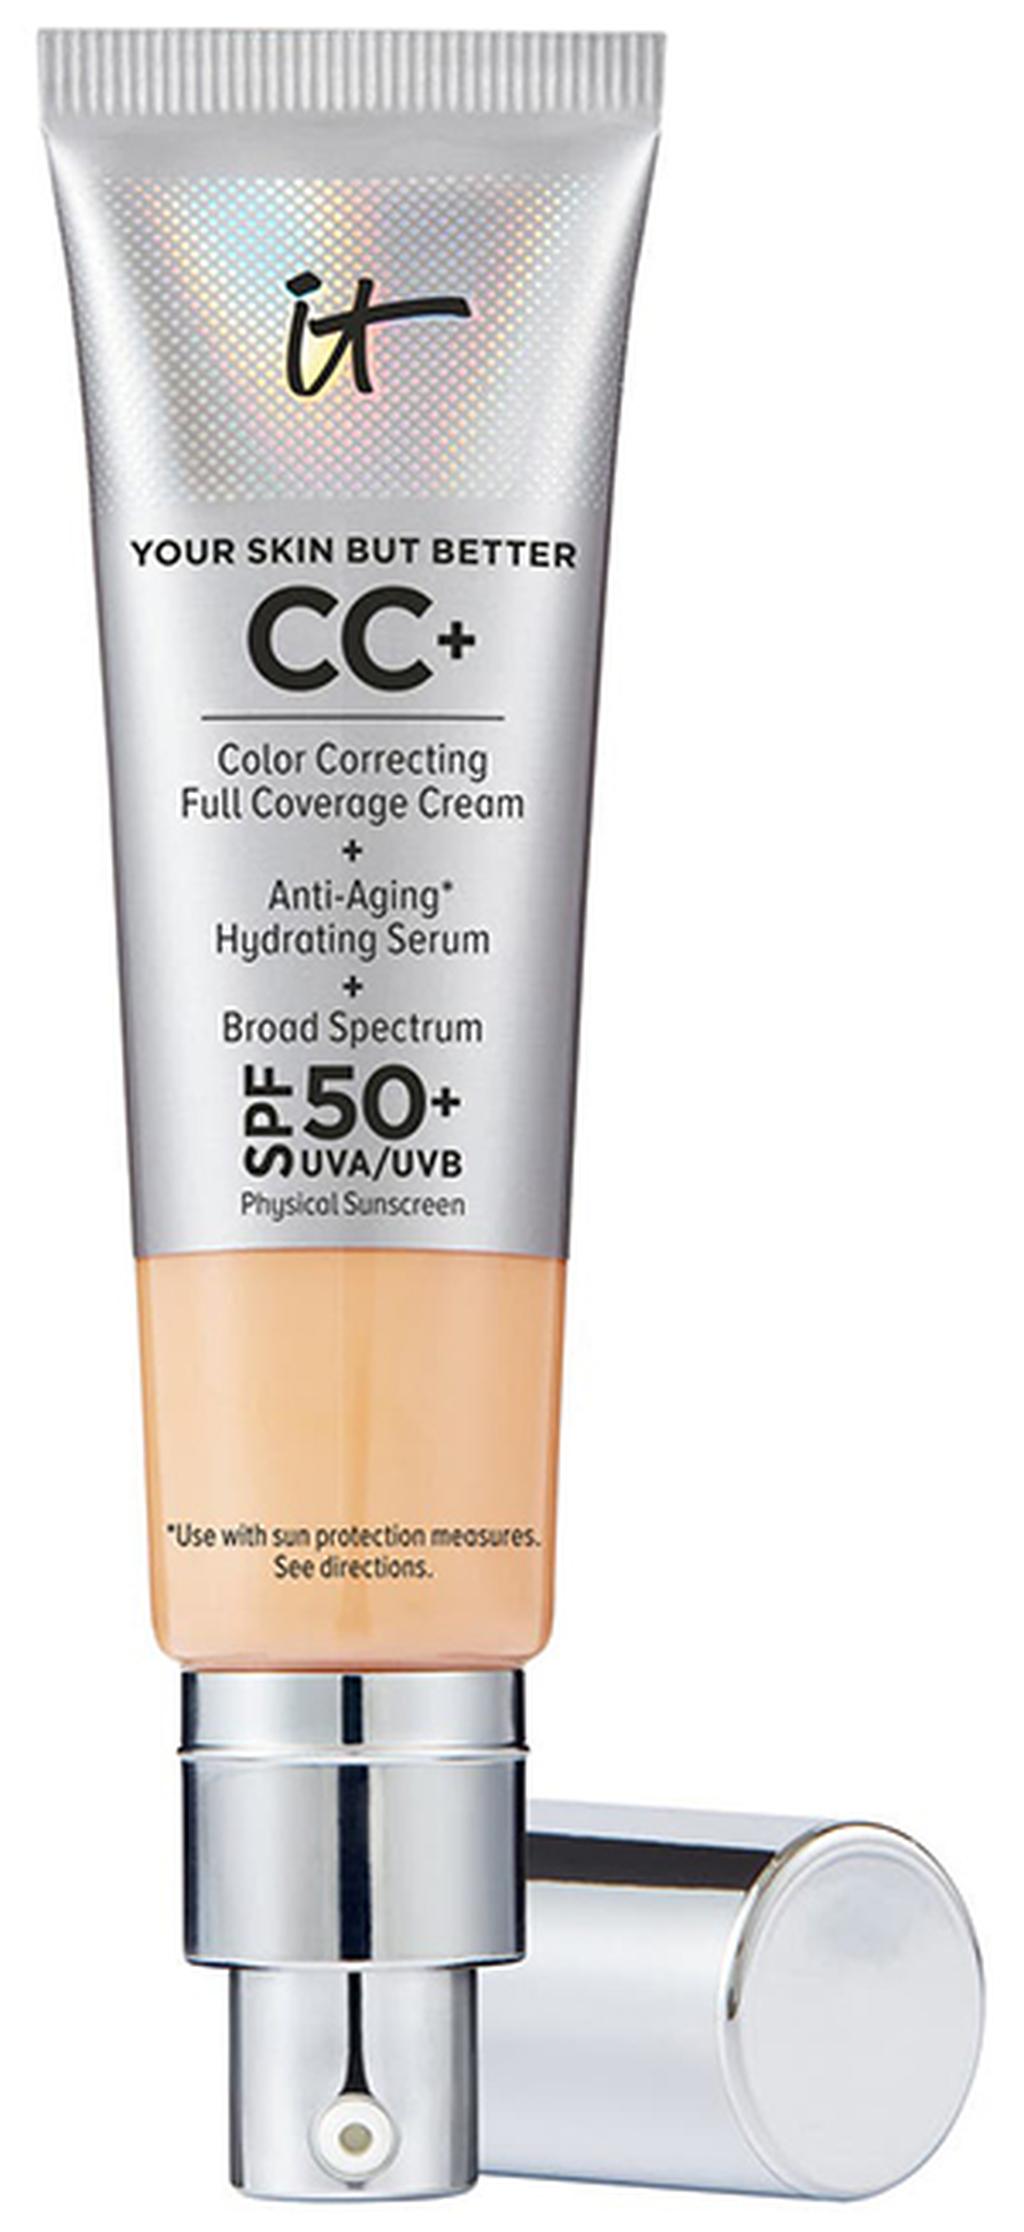 it
YOUR SKIN BUT BETTER
CC+
Color Correcting
Full Coverage Cream
+
Anti-Aging*
Hydrating Serum
+
Broad Spectrum
SPF 50+
UVA/UVB
Physical Sunscreen
*Use with sun protection measures.
See directions.